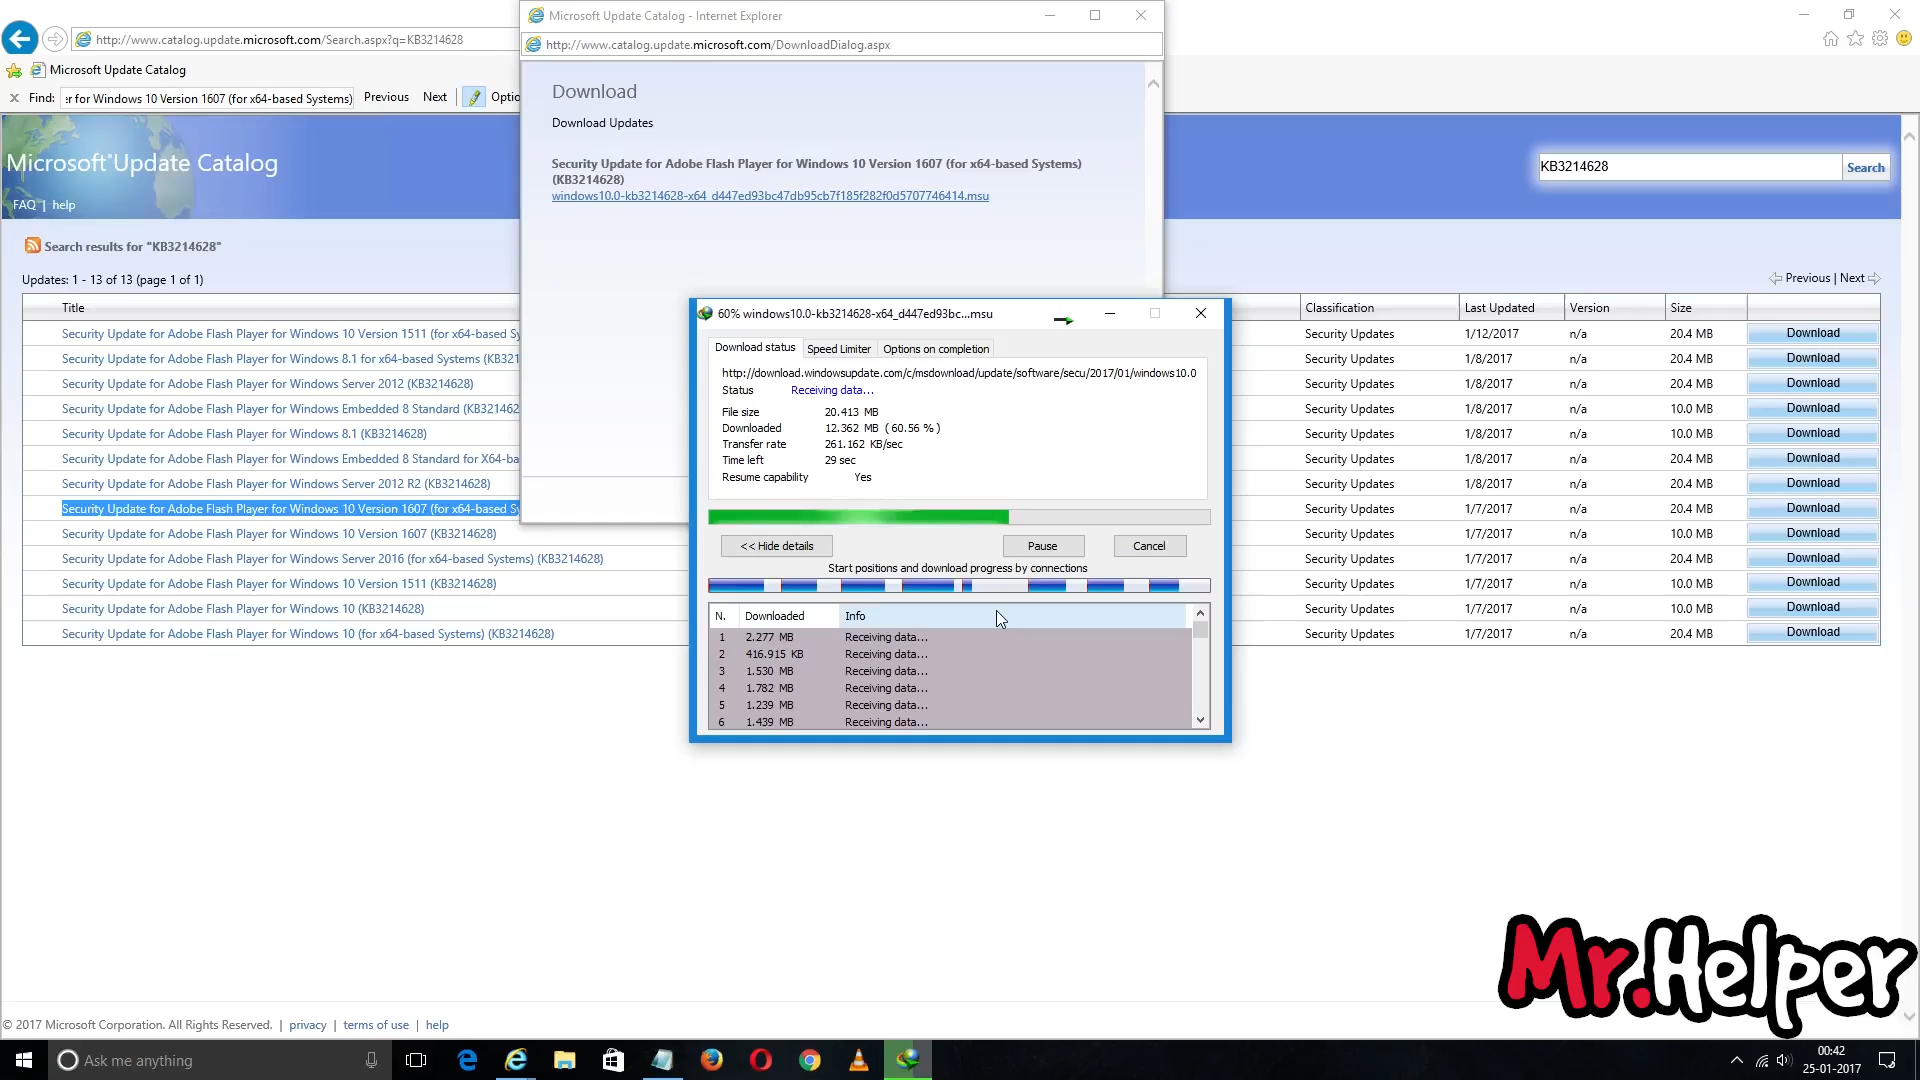 Microsoft Update Catalog - Internet Explorer
http://www.catalog.update.microsoft.com/Search.aspx?q=KB3214628
http://www.catalog.update.microsoft.com/DownloadDialog.aspx
Microsoft Update Catalog
Find: er for Windows 10 Version 1607 (for x64-based Systems) Previous Next Optio
Download
Download Updates
Security Update for Adobe Flash Player for Windows 10 Version 1607 (for x64-based Systems)
(KB3214628)
windows10.0-kb3214628-x64_d447ed93bc47db95cb7f185f282f0d5707746414.msu
Microsoft Update Catalog
KB3214628 Search
FAQ | help
Search results for "KB3214628"
Updates: 1 - 13 of 13 (page 1 of 1)
Previous | Next
Title Classification Last Updated Version Size
Security Update for Adobe Flash Player for Windows 10 Version 1511 (for x64-based Sy Security Updates 1/12/2017 n/a 20.4 MB Download
Security Update for Adobe Flash Player for Windows 8.1 for x64-based Systems (KB321 Security Updates 1/8/2017 n/a 20.4 MB Download
Security Update for Adobe Flash Player for Windows Server 2012 (KB3214628) Security Updates 1/8/2017 n/a 20.4 MB Download
Security Update for Adobe Flash Player for Windows Embedded 8 Standard (KB321462 Security Updates 1/8/2017 n/a 10.0 MB Download
Security Update for Adobe Flash Player for Windows 8.1 (KB3214628) Security Updates 1/8/2017 n/a 10.0 MB Download
Security Update for Adobe Flash Player for Windows Embedded 8 Standard for X64-ba Security Updates 1/8/2017 n/a 20.4 MB Download
Security Update for Adobe Flash Player for Windows Server 2012 R2 (KB3214628) Security Updates 1/8/2017 n/a 20.4 MB Download
Security Update for Adobe Flash Player for Windows 10 Version 1607 (for x64-based Sy Security Updates 1/7/2017 n/a 20.4 MB Download
Security Update for Adobe Flash Player for Windows 10 Version 1607 (KB3214628) Security Updates 1/7/2017 n/a 10.0 MB Download
Security Update for Adobe Flash Player for Windows Server 2016 (for x64-based Systems) (KB3214628) Security Updates 1/7/2017 n/a 20.4 MB Download
Security Update for Adobe Flash Player for Windows 10 Version 1511 (KB3214628) Security Updates 1/7/2017 n/a 10.0 MB Download
Security Update for Adobe Flash Player for Windows 10 (KB3214628) Security Updates 1/7/2017 n/a 10.0 MB Download
Security Update for Adobe Flash Player for Windows 10 (for x64-based Systems) (KB3214628) Security Updates 1/7/2017 n/a 20.4 MB Download
60% windows10.0-kb3214628-x64_d447ed93bc...msu
Download status Speed Limiter Options on completion
http://download.windowsupdate.com/c/msdownload/update/software/secu/2017/01/windows10.0
Status Receiving data...
File size 20.413 MB
Downloaded 12.362 MB ( 60.56 % )
Transfer rate 261.162 KB/sec
Time left 29 sec
Resume capability Yes
<< Hide details Pause Cancel
Start positions and download progress by connections
N. Downloaded Info
1 2.277 MB Receiving data...
2 416.915 KB Receiving data...
3 1.530 MB Receiving data...
4 1.782 MB Receiving data...
5 1.239 MB Receiving data...
6 1.439 MB Receiving data...
Mr.Helper
© 2017 Microsoft Corporation. All Rights Reserved. | privacy | terms of use | help
Ask me anything
00:42
25-01-2017